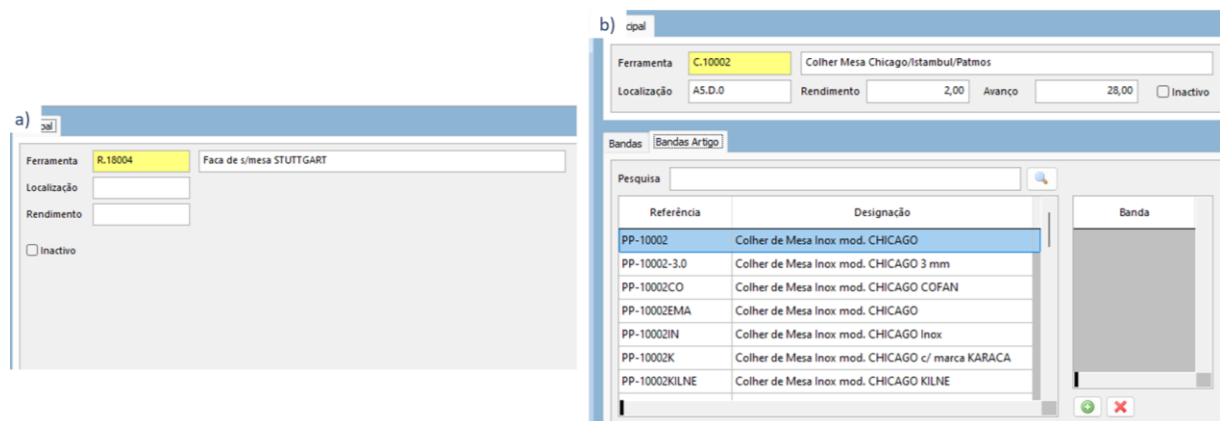 a)
pal
Ferramenta R.18004 Faca de s/mesa STUTTGART
Localização
Rendimento
Inactivo
b)
cipal
Ferramenta C.10002 Colher Mesa Chicago/Istambul/Patmos
Localização A5.D.0 Rendimento 2,00 Avanço 28,00 Inactivo
Bandas Bandas Artigo
Pesquisa
Referência Designação Banda
PP-10002 Colher de Mesa Inox mod. CHICAGO
PP-10002-3.0 Colher de Mesa Inox mod. CHICAGO 3 mm
PP-10002CO Colher de Mesa Inox mod. CHICAGO COFAN
PP-10002EMA Colher de Mesa Inox mod. CHICAGO
PP-10002IN Colher de Mesa Inox mod. CHICAGO Inox
PP-10002K Colher de Mesa Inox mod. CHICAGO c/ marca KARACA
PP-10002KILNE Colher de Mesa Inox mod. CHICAGO KILNE